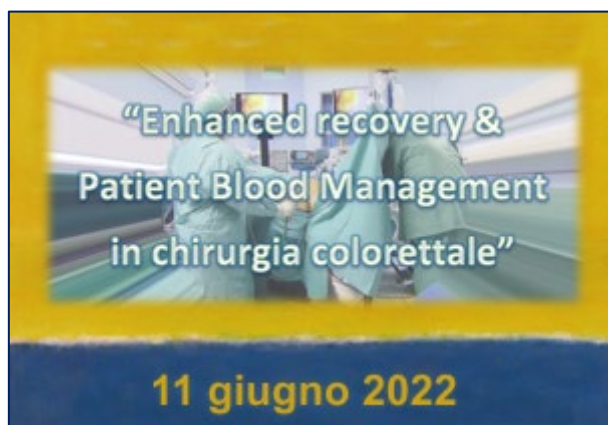 “Enhanced recovery &
Patient Blood Management
in chirurgia colorettale”
11 giugno 2022